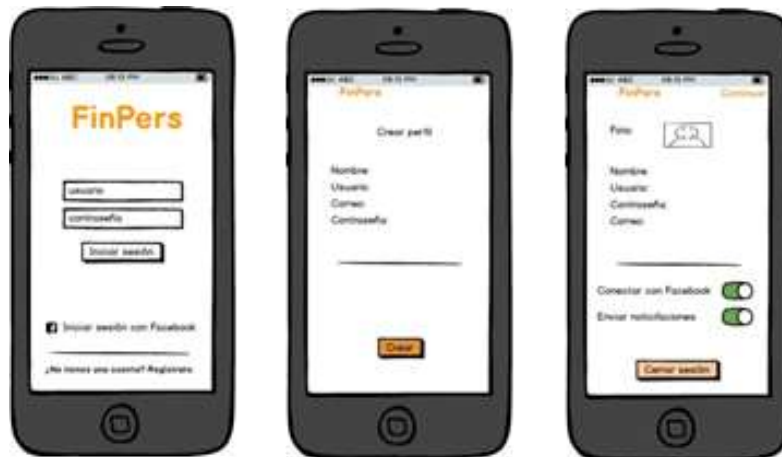 FinPers
usuario
contraseña
Iniciar sesión
Iniciar sesión con Facebook
¿No tienes una cuenta? Registrate
FinPers
Crear perfil
Nombre
Usuario
Correo
Contraseña
Crear
FinPers
Continuar
Foto
Nombre
Usuario
Contraseña
Correo
Conectar con Facebook
Enviar notificaciones
Cerrar sesión